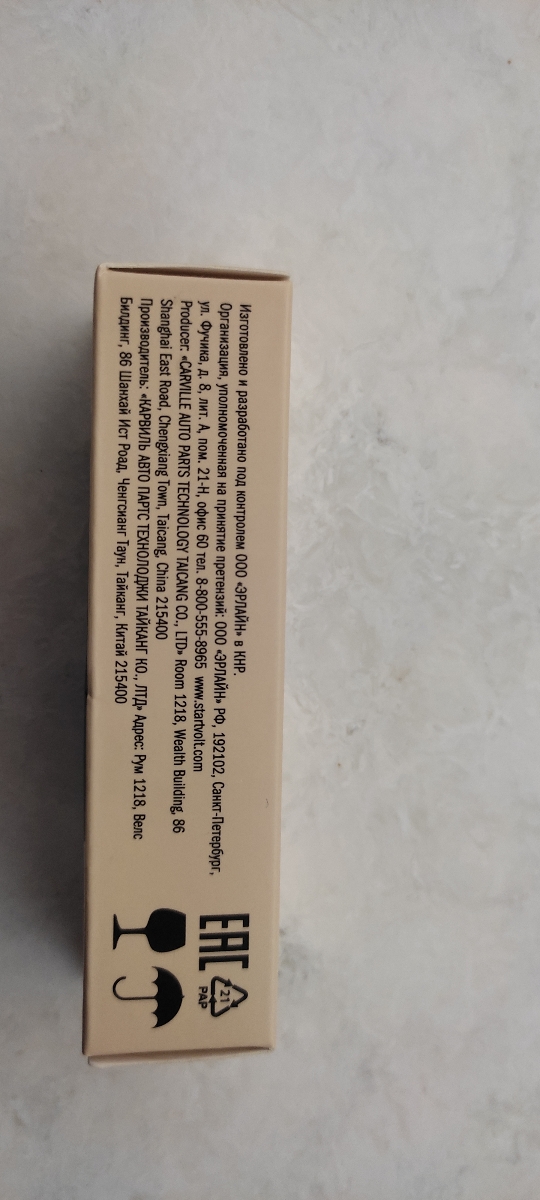 Изготовлено и разработано под контролем ООО «ЭРЛАЙН» в КНР.
Организация, уполномоченная на принятие претензий: ООО «ЭРЛАЙН» РФ, 192102, Санкт-Петербург,
ул. Фучика, д. 8, лит. А, пом. 21-Н, офис 60 тел. 8-800-555-8965 www.startvolt.com
Producer: «CARVILLE AUTO PARTS TECHNOLOGY TAICANG CO., LTD» Room 1218, Wealth Building, 86
Shanghai East Road, Chengxiang Town, Taicang, China 215400
Производитель: «КАРВИЛЬ АВТО ПАРТС ТЕХНОЛОДЖИ ТАЙКАНГ КО., ЛТД» Адрес: Рум 1218, Велс
Билдинг, 86 Шанхай Ист Роад, Ченгсианг Таун, Тайканг, Китай 215400
EAC
21
PAP